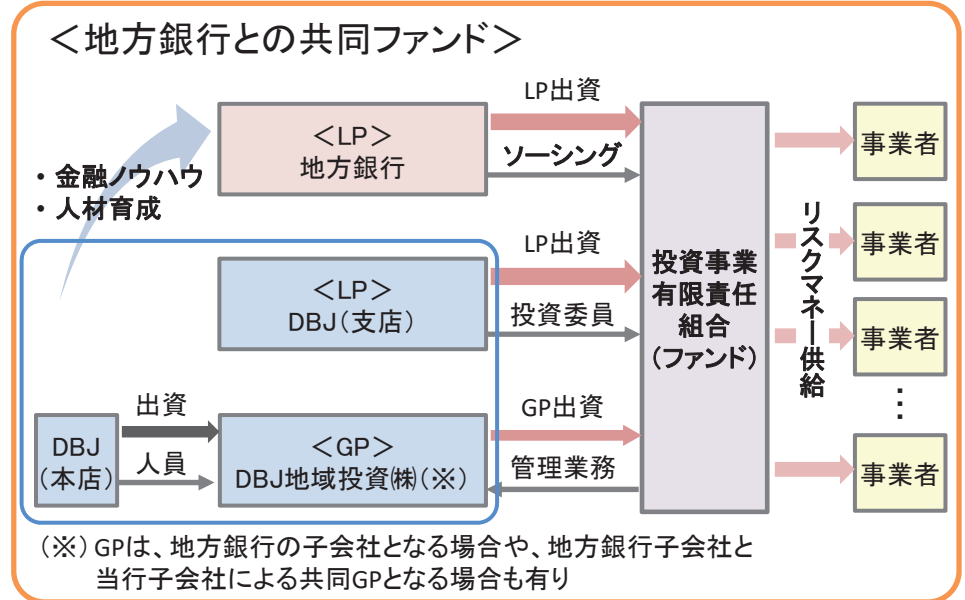 ＜地方銀行との共同ファンド＞
・金融ノウハウ
・人材育成
＜LP＞
地方銀行
LP出資
ソーシング
＜LP＞
DBJ（支店）
LP出資
投資委員
DBJ
（本店）
出資
人員
＜GP＞
DBJ地域投資㈱（※）
GP出資
管理業務
投資事業
有限責任
組合
（ファンド）
リスクマネー供給
事業者
事業者
事業者
⋮
事業者
（※）GPは、地方銀行の子会社となる場合や、地方銀行子会社と
当行子会社による共同GPとなる場合も有り